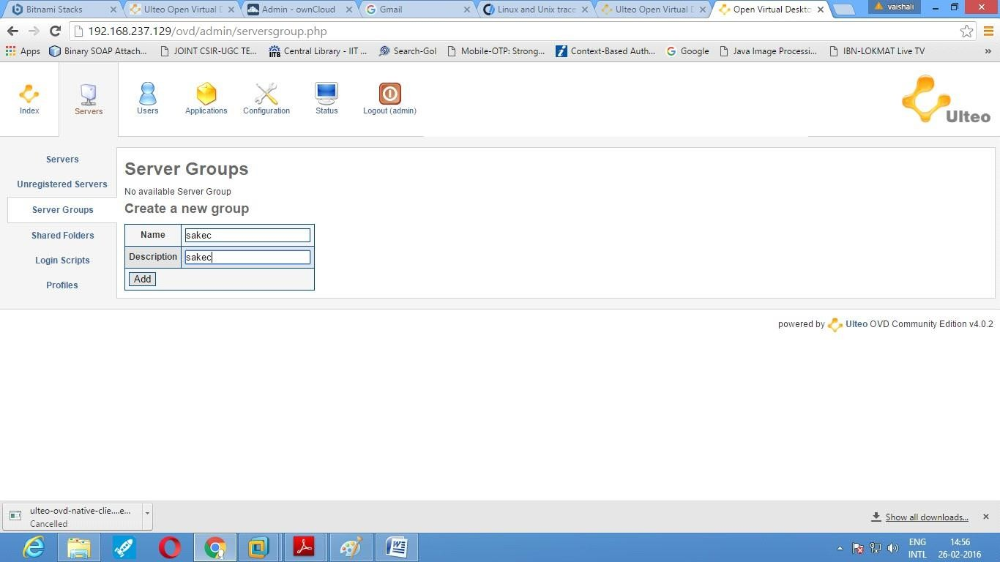 Bitnami Stacks
Ulteo Open Virtual D
Admin - ownCloud
Gmail
Linux and Unix trace
Ulteo Open Virtual D
Open Virtual Deskto
vaishali
192.168.237.129/ovd/admin/serversgroup.php
Apps
Binary SOAP Attach...
JOINT CSIR-UGC TE...
Central Library - IIT ...
Search-Gol
Mobile-OTP: Strong...
Context-Based Auth...
Google
Java Image Processi...
IBN-LOKMAT Live TV
»
Index
Servers
Users
Applications
Configuration
Status
Logout (admin)
Ulteo
Servers
Unregistered Servers
Server Groups
Shared Folders
Login Scripts
Profiles
Server Groups
No available Server Group
Create a new group
Name sakec
Description sakec
Add
powered by Ulteo OVD Community Edition v4.0.2
ulteo-ovd-native-clie....e...
Cancelled
Show all downloads...
ENG
INTL
14:56
26-02-2016